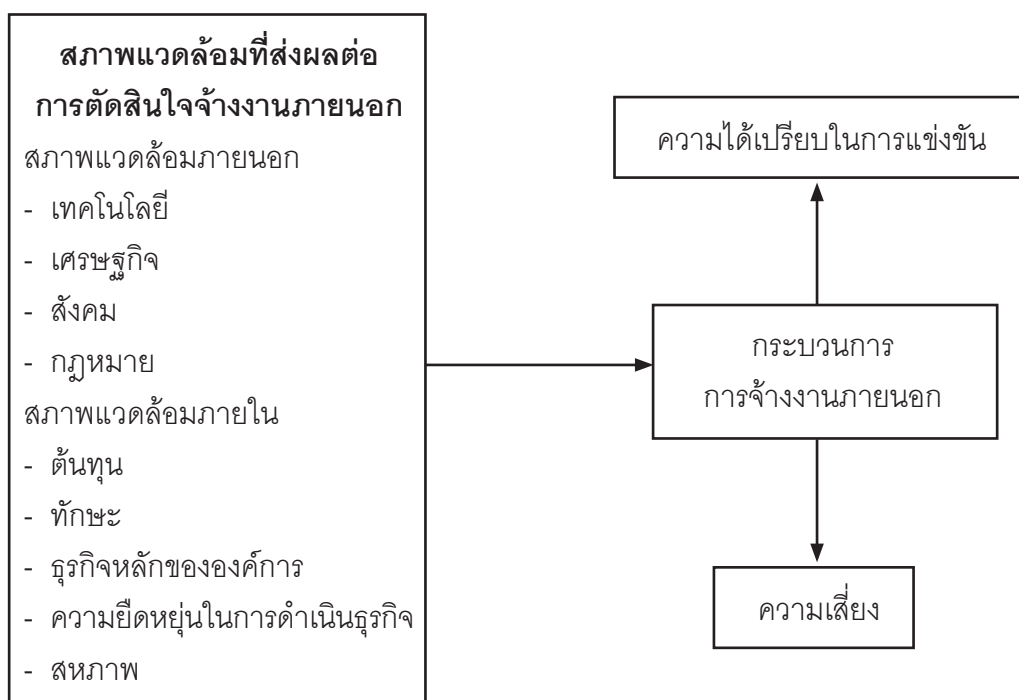 สภาพแวดล้อมที่ส่งผลต่อ
การตัดสินใจจ้างงานภายนอก
สภาพแวดล้อมภายนอก
- เทคโนโลยี
- เศรษฐกิจ
- สังคม
- กฎหมาย
สภาพแวดล้อมภายใน
- ต้นทุน
- ทักษะ
- ธุรกิจหลักขององค์การ
- ความยืดหยุ่นในการดำเนินธุรกิจ
- สหภาพ
ความได้เปรียบในการแข่งขัน
กระบวนการ
การจ้างงานภายนอก
ความเสี่ยง